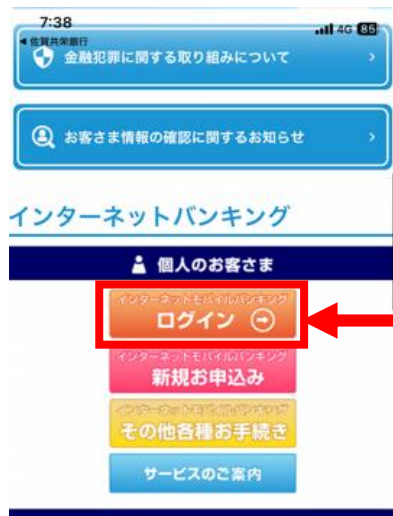 7:38
4G 85
◀佐賀共栄銀行
金融犯罪に関する取り組みについて
お客さま情報の確認に関するお知らせ
インターネットバンキング
個人のお客さま
インターネットモバイルバンキング
ログイン
インターネットモバイルバンキング
新規お申込み
インターネットモバイルバンキング
その他各種お手続き
サービスのご案内